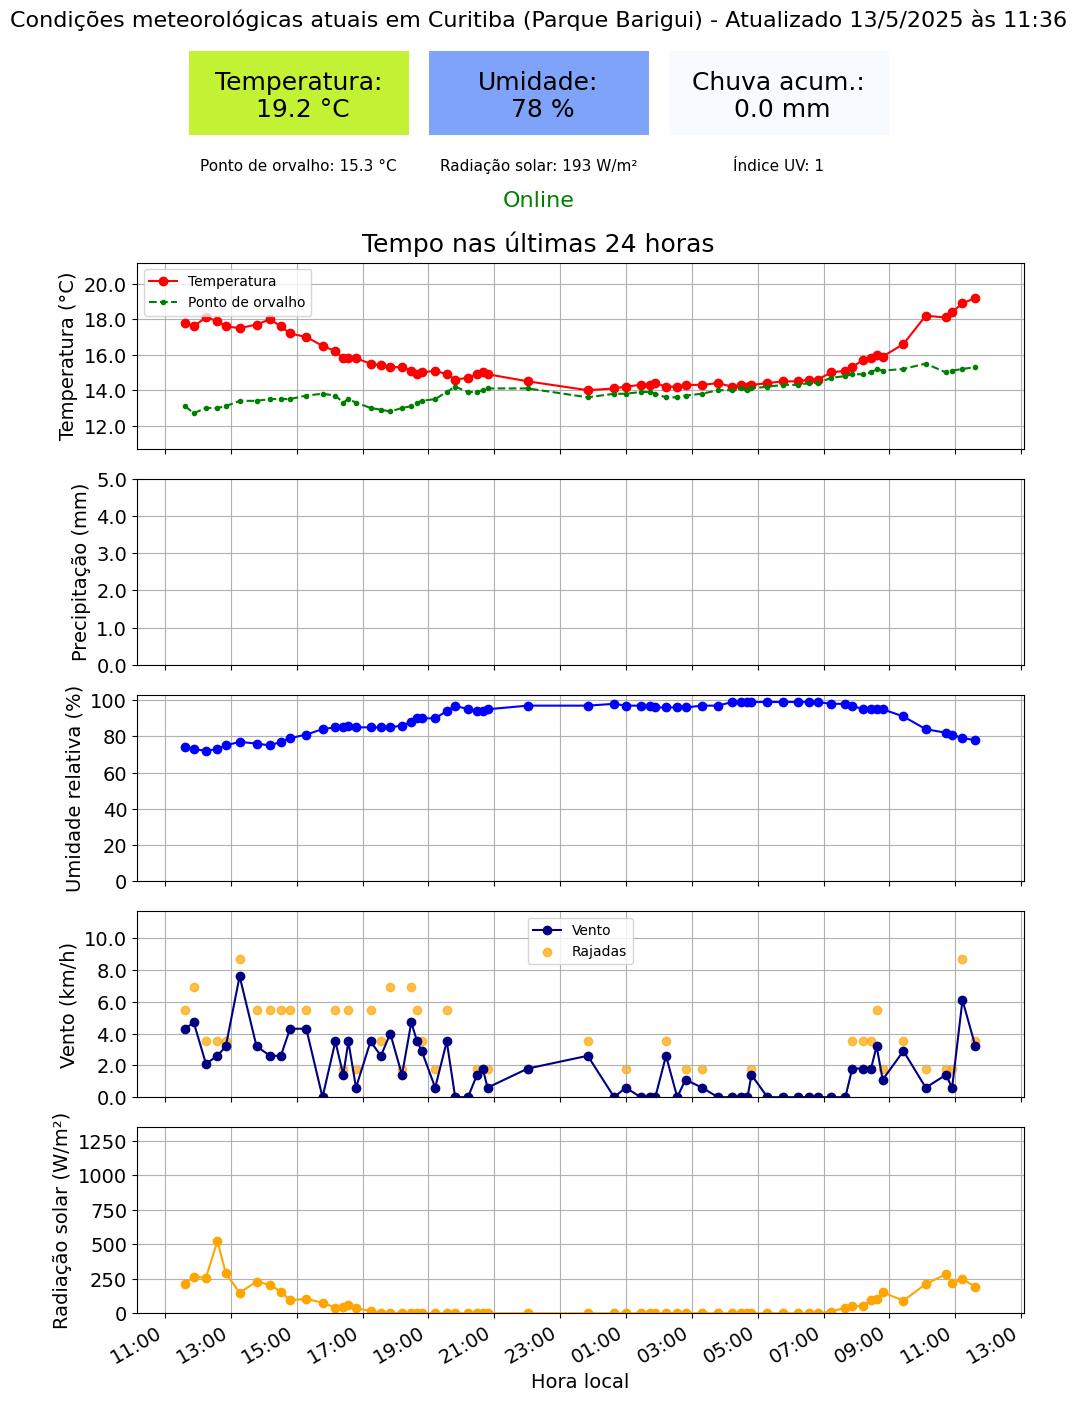 Condições meteorológicas atuais em Curitiba (Parque Barigui) - Atualizado 13/5/2025 às 11:36
Temperatura:
19.2 °C
Umidade:
78 %
Chuva acum.:
0.0 mm
Ponto de orvalho: 15.3 °C
Radiação solar: 193 W/m²
Índice UV: 1
Online
Tempo nas últimas 24 horas
Temperatura (°C)
20.0
18.0
16.0
14.0
12.0
Temperatura
Ponto de orvalho
Precipitação (mm)
5.0
4.0
3.0
2.0
1.0
0.0
Umidade relativa (%)
100
80
60
40
20
0
Vento (km/h)
10.0
8.0
6.0
4.0
2.0
0.0
Vento
Rajadas
Radiação solar (W/m²)
1250
1000
750
500
250
0
11:00
13:00
15:00
17:00
19:00
21:00
23:00
01:00
03:00
05:00
07:00
09:00
11:00
13:00
Hora local